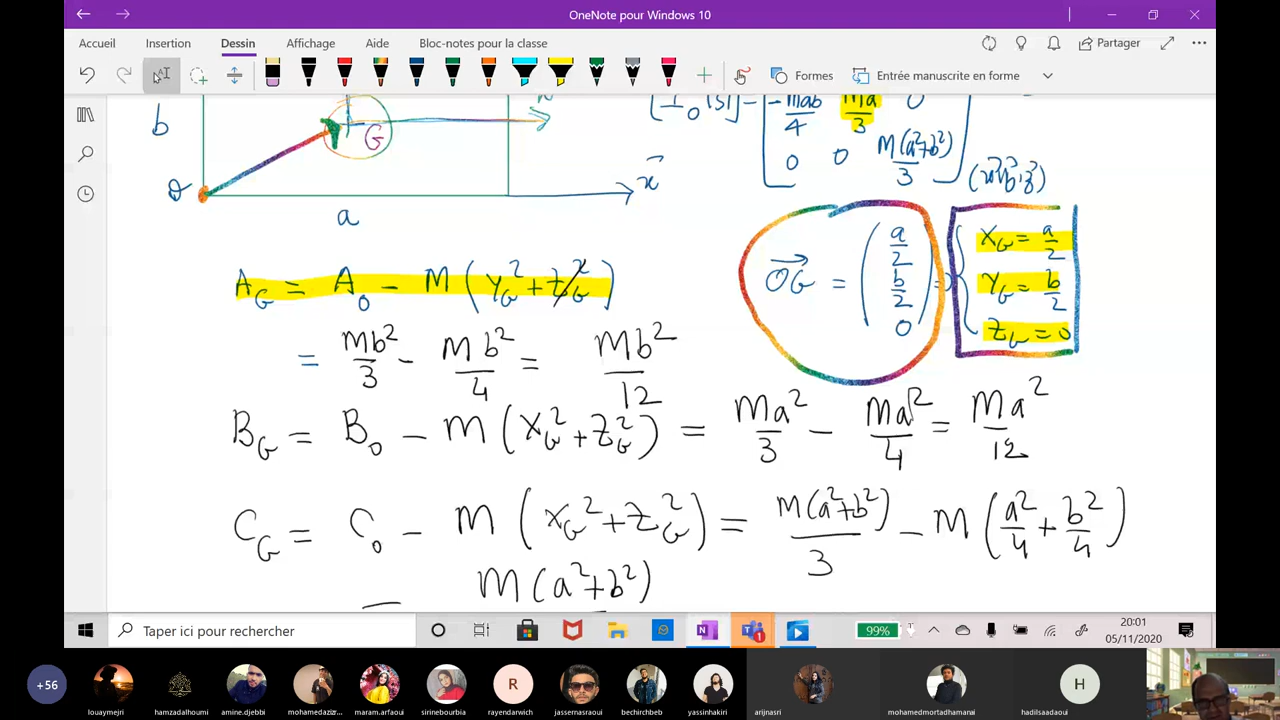 OneNote pour Windows 10
Accueil Insertion Dessin Affichage Aide Bloc-notes pour la classe Partager
Formes Entrée manuscrite en forme
-Mab/4 Ma/3 0
0 0 M(a²+b²)/3
b
G
x⃗
a
OG⃗ = (a/2 b/2 0) => { X_G = a/2
Y_G = b/2
Z_G = 0
A_G = A_0 - M (Y_G² + Z_G²)
= Mb²/3 - Mb²/4 = Mb²/12
B_G = B_0 - M (X_G² + Z_G²) = Ma²/3 - Ma²/4 = Ma²/12
C_G = C_0 - M (X_G² + Z_G²) = M(a²+b²)/3 - M(a²/4 + b²/4)
M(a²+b²)
Taper ici pour rechercher
99%
20:01
05/11/2020
+56
louaymejri hamzadalhoumi amine.djebbi mohamedaziz... maram.arfaoui sirinebourbia rayendarwich jassernasraoui bechirchbeb yassinhakiri arijnasri mohamedmortadhamanai hadilsaadaoui
R
H